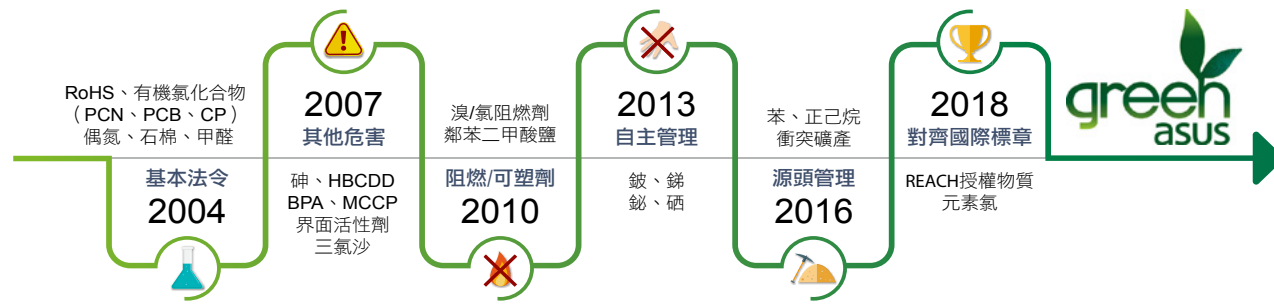 RoHS、有機氯化合物
（PCN、PCB、CP）
偶氮、石棉、甲醛
基本法令
2004
2007
其他危害
砷、HBCDD
BPA、MCCP
界面活性劑
三氯沙
溴/氯阻燃劑
鄰苯二甲酸鹽
阻燃/可塑劑
2010
2013
自主管理
鈹、銻
鉍、硒
苯、正己烷
衝突礦產
源頭管理
2016
2018
對齊國際標章
REACH授權物質
元素氯
green
asus